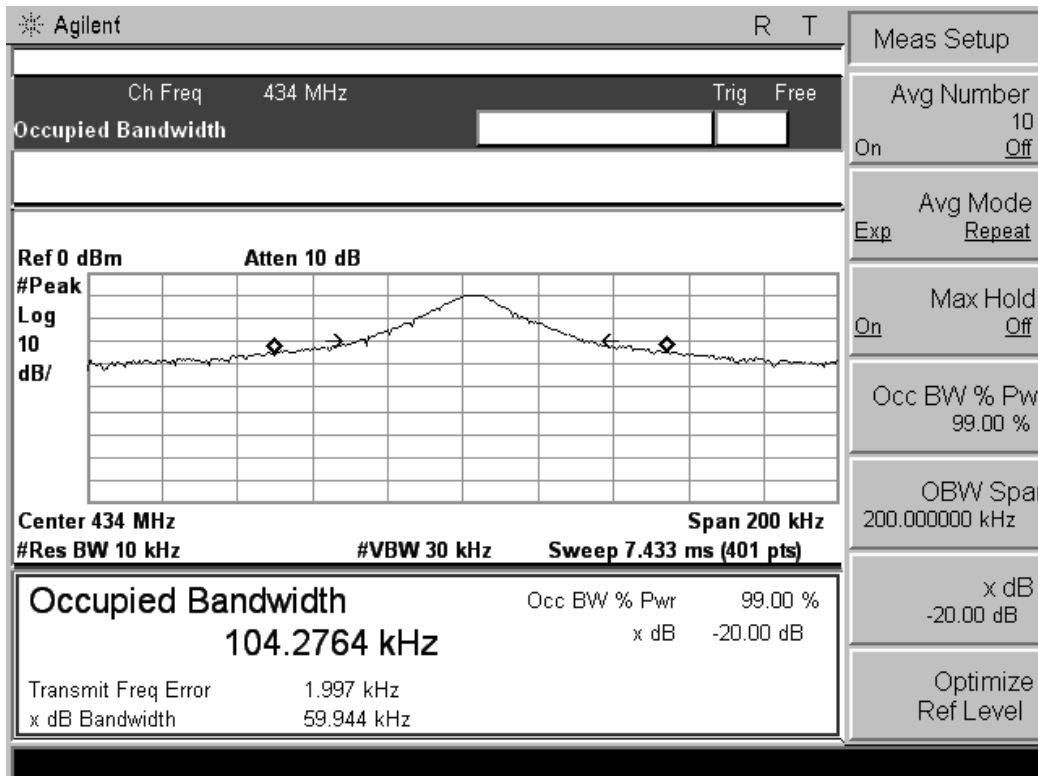 Agilent R T
Ch Freq 434 MHz Trig Free
Occupied Bandwidth
Ref 0 dBm Atten 10 dB
#Peak
Log
10
dB/
Center 434 MHz Span 200 kHz
#Res BW 10 kHz #VBW 30 kHz Sweep 7.433 ms (401 pts)
Occupied Bandwidth Occ BW % Pwr 99.00 %
104.2764 kHz x dB -20.00 dB
Transmit Freq Error 1.997 kHz
x dB Bandwidth 59.944 kHz
Meas Setup
Avg Number
10
On Off
Avg Mode
Exp Repeat
Max Hold
On Off
Occ BW % Pw
99.00 %
OBW Spa
200.000000 kHz
x dB
-20.00 dB
Optimize
Ref Level